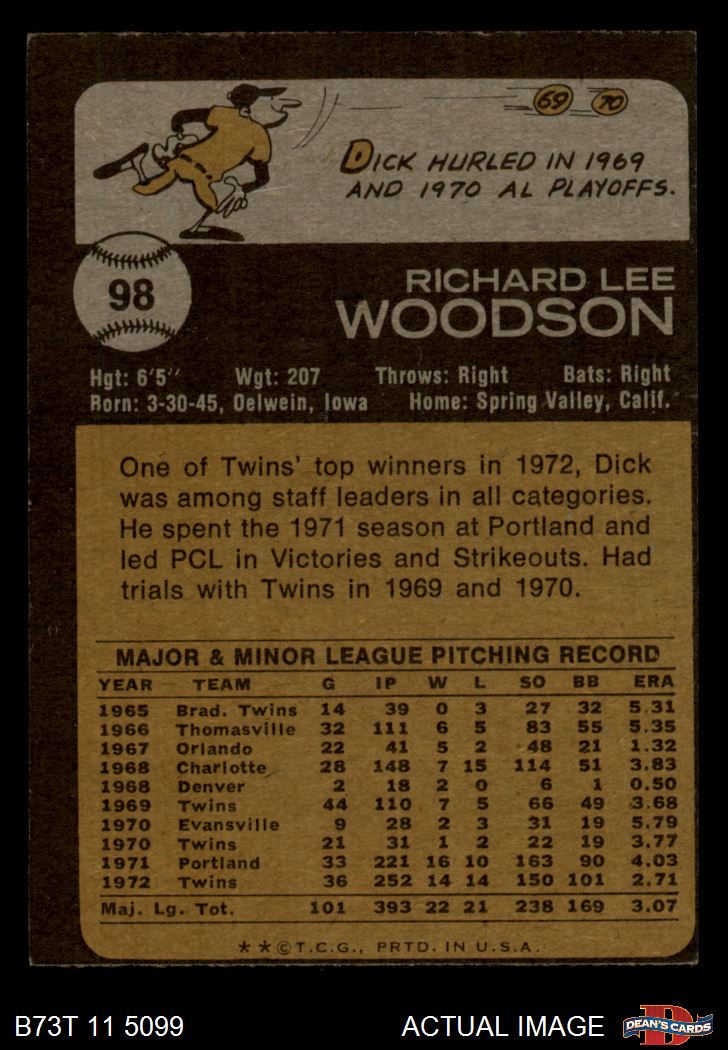 69 70
DICK HURLED IN 1969
AND 1970 AL PLAYOFFS.
98
RICHARD LEE
WOODSON
Hgt: 6'5" Wgt: 207 Throws: Right Bats: Right
Born: 3-30-45, Oelwein, Iowa Home: Spring Valley, Calif.
One of Twins' top winners in 1972, Dick
was among staff leaders in all categories.
He spent the 1971 season at Portland and
led PCL in Victories and Strikeouts. Had
trials with Twins in 1969 and 1970.
MAJOR & MINOR LEAGUE PITCHING RECORD
YEAR TEAM G IP W L SO BB ERA
1965 Brad. Twins 14 39 0 3 27 32 5.31
1966 Thomasville 32 111 6 5 83 55 5.35
1967 Orlando 22 41 5 2 48 21 1.32
1968 Charlotte 28 148 7 15 114 51 3.83
1968 Denver 2 18 2 0 6 1 0.50
1969 Twins 44 110 7 5 66 49 3.68
1970 Evansville 9 28 2 3 31 19 5.79
1970 Twins 21 31 1 2 22 19 3.77
1971 Portland 33 221 16 10 163 90 4.03
1972 Twins 36 252 14 14 150 101 2.71
Maj. Lg. Tot. 101 393 22 21 238 169 3.07
* * © T.C.G., PRTD. IN U.S.A.
B73T 11 5099 ACTUAL IMAGE
D
DEAN'S CARDS